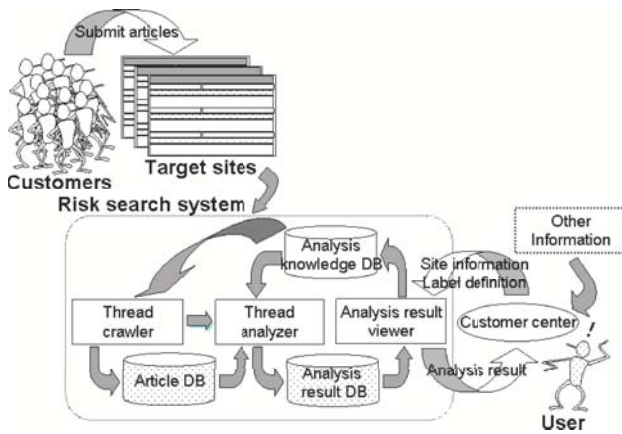 Submit articles
Target sites
Customers
Risk search system
Other
Information
Analysis
knowledge DB
Site information
Label definition
Thread
crawler
Thread
analyzer
Analysis result
viewer
Customer center
!
Article DB
Analysis
result DB
Analysis result
User